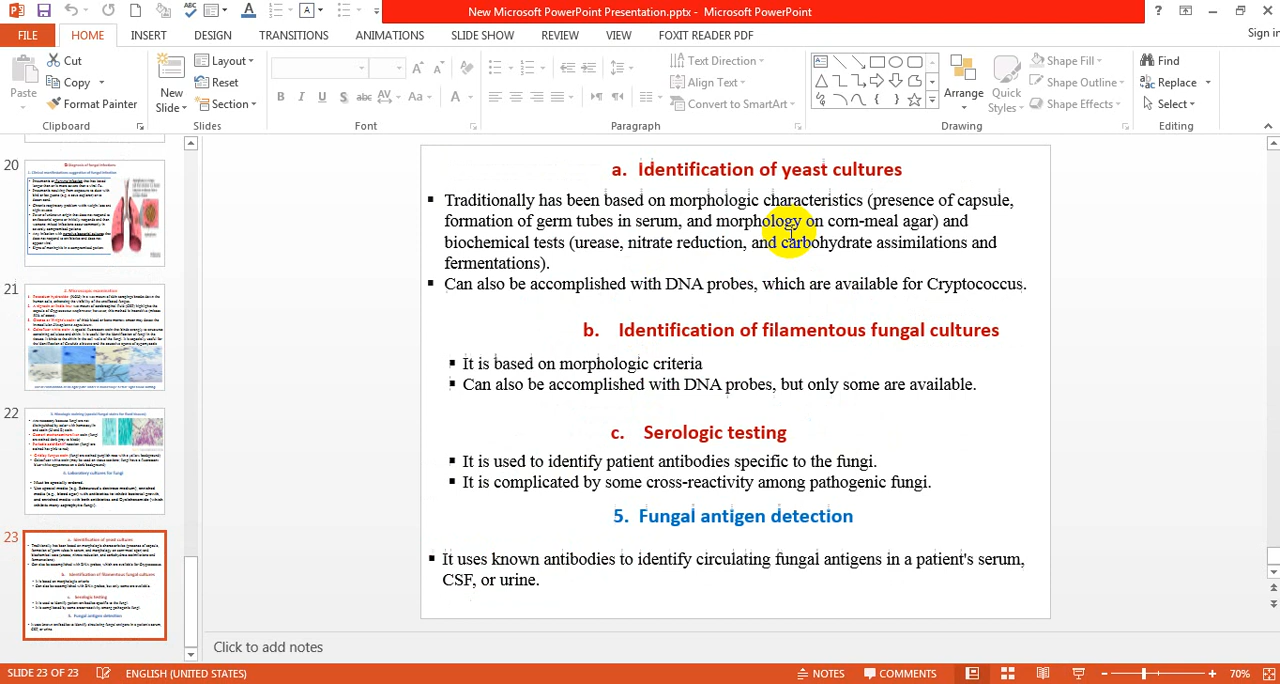 New Microsoft PowerPoint Presentation.pptx - Microsoft PowerPoint
Sign in
FILE HOME INSERT DESIGN TRANSITIONS ANIMATIONS SLIDE SHOW REVIEW VIEW FOXIT READER PDF
Paste
Cut
Copy
Format Painter
Clipboard
New Slide
Layout
Reset
Section
Slides
Font
Text Direction
Align Text
Convert to SmartArt
Paragraph
Arrange
Quick Styles
Shape Fill
Shape Outline
Shape Effects
Drawing
Find
Replace
Select
Editing
20
21
22
23
a. Identification of yeast cultures
▪ Traditionally has been based on morphologic characteristics (presence of capsule,
formation of germ tubes in serum, and morphology on corn-meal agar) and
biochemical tests (urease, nitrate reduction, and carbohydrate assimilations and
fermentations).
▪ Can also be accomplished with DNA probes, which are available for Cryptococcus.
b. Identification of filamentous fungal cultures
▪ It is based on morphologic criteria
▪ Can also be accomplished with DNA probes, but only some are available.
c. Serologic testing
▪ It is used to identify patient antibodies specific to the fungi.
▪ It is complicated by some cross-reactivity among pathogenic fungi.
5. Fungal antigen detection
▪ It uses known antibodies to identify circulating fungal antigens in a patient's serum,
CSF, or urine.
Click to add notes
SLIDE 23 OF 23 ENGLISH (UNITED STATES) NOTES COMMENTS 70%